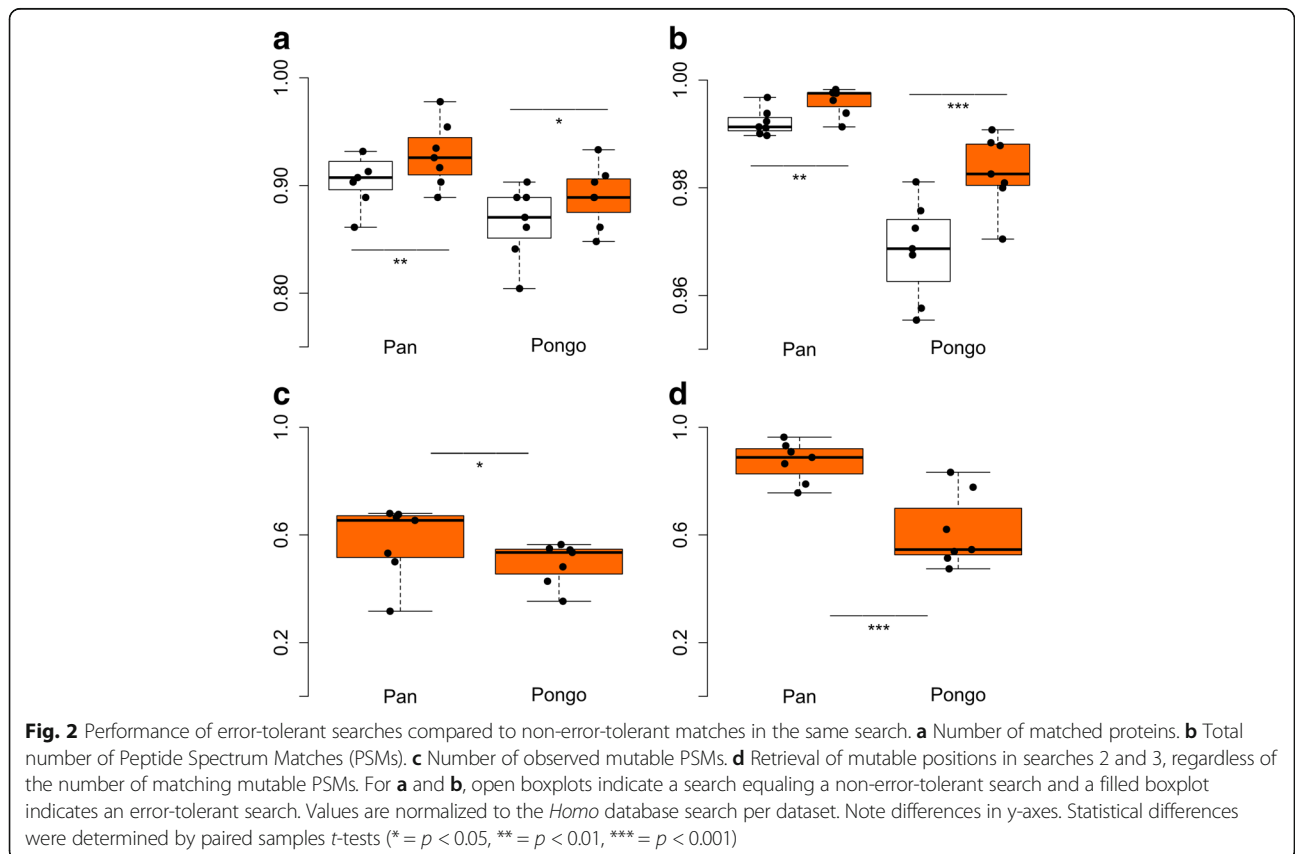 a
1.00
0.90
0.80
*
**
Pan
Pongo
b
1.00
0.98
0.96
***
**
Pan
Pongo
c
1.0
0.6
0.2
*
Pan
Pongo
d
1.0
0.6
0.2
***
Pan
Pongo
Fig. 2 Performance of error-tolerant searches compared to non-error-tolerant matches in the same search. a Number of matched proteins. b Total
number of Peptide Spectrum Matches (PSMs). c Number of observed mutable PSMs. d Retrieval of mutable positions in searches 2 and 3, regardless of
the number of matching mutable PSMs. For a and b, open boxplots indicate a search equaling a non-error-tolerant search and a filled boxplot
indicates an error-tolerant search. Values are normalized to the Homo database search per dataset. Note differences in y-axes. Statistical differences
were determined by paired samples t-tests (* = p < 0.05, ** = p < 0.01, *** = p < 0.001)